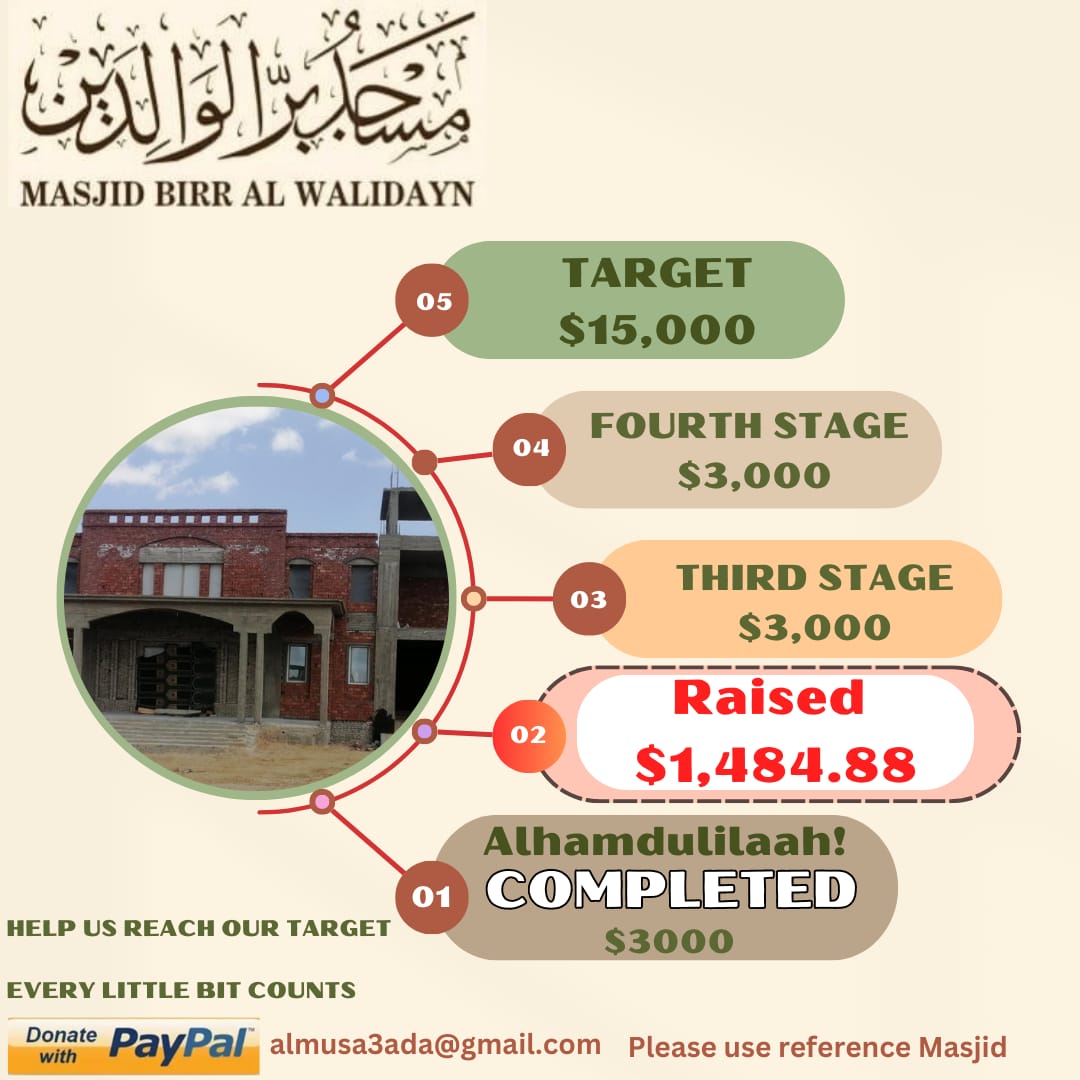 مسجد بر الوالدين
MASJID BIRR AL WALIDAYN
05
TARGET
$15,000
04
FOURTH STAGE
$3,000
03
THIRD STAGE
$3,000
02
Raised
$1,484.88
01
Alhamdulilaah!
COMPLETED
$3000
HELP US REACH OUR TARGET
EVERY LITTLE BIT COUNTS
Donate with PayPal™
almusa3ada@gmail.com
Please use reference Masjid